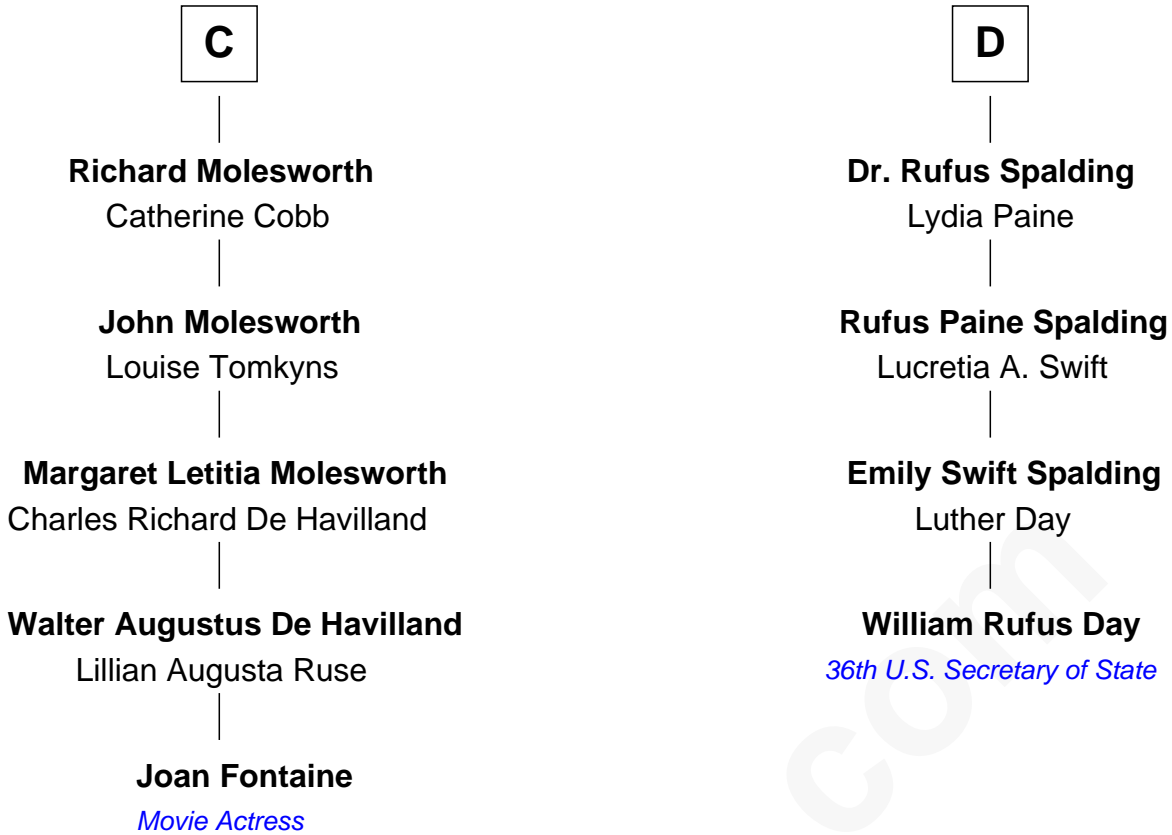 C
Richard Molesworth
Catherine Cobb
John Molesworth
Louise Tomkyns
Margaret Letitia Molesworth
Charles Richard De Havilland
Walter Augustus De Havilland
Lillian Augusta Ruse
Joan Fontaine
Movie Actress
D
Dr. Rufus Spalding
Lydia Paine
Rufus Paine Spalding
Lucretia A. Swift
Emily Swift Spalding
Luther Day
William Rufus Day
36th U.S. Secretary of State
com